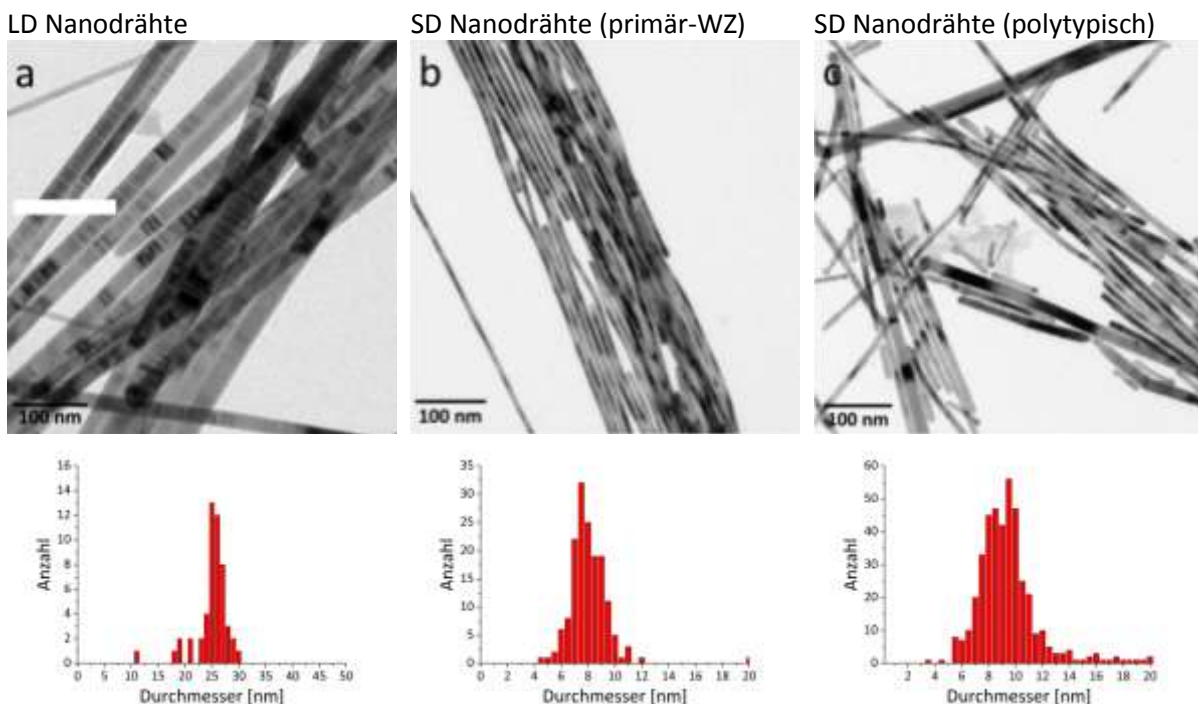 LD Nanodrähte
SD Nanodrähte (primär-WZ)
SD Nanodrähte (polytypisch)
a
b
c
100 nm
100 nm
100 nm
16
14
12
10
8
6
4
2
0
Anzahl
0 5 10 15 20 25 30 35 40 45 50
Durchmesser [nm]
35
30
25
20
15
10
5
0
Anzahl
0 2 4 6 8 10 12 14 16 18 20
Durchmesser [nm]
60
50
40
30
20
10
0
Anzahl
2 4 6 8 10 12 14 16 18 20
Durchmesser [nm]